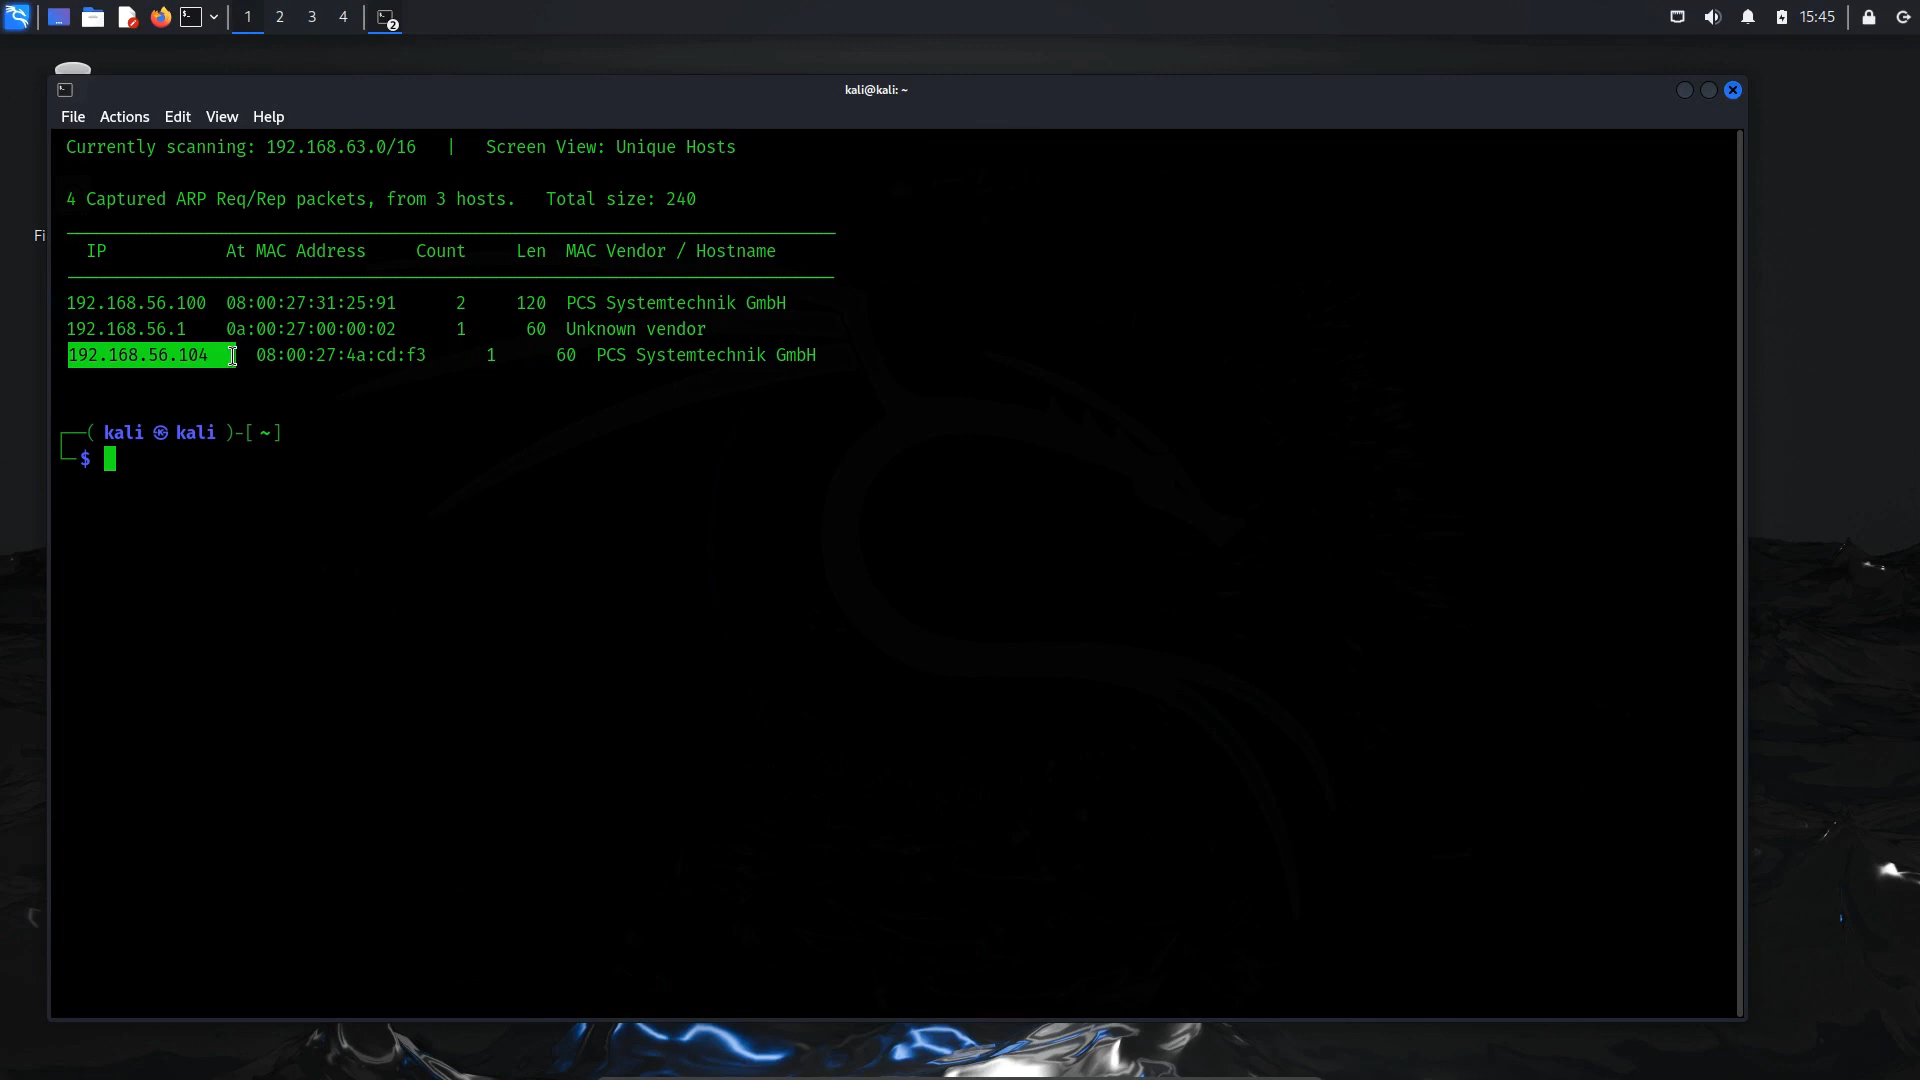 1 2 3 4 2 15:45
kali@kali: ~
File Actions Edit View Help
Currently scanning: 192.168.63.0/16 | Screen View: Unique Hosts
4 Captured ARP Req/Rep packets, from 3 hosts. Total size: 240
IP At MAC Address Count Len MAC Vendor / Hostname
192.168.56.100 08:00:27:31:25:91 2 120 PCS Systemtechnik GmbH
192.168.56.1 0a:00:27:00:00:02 1 60 Unknown vendor
192.168.56.104 08:00:27:4a:cd:f3 1 60 PCS Systemtechnik GmbH
Fi
┌──(kali㉿kali)-[~]
└─$